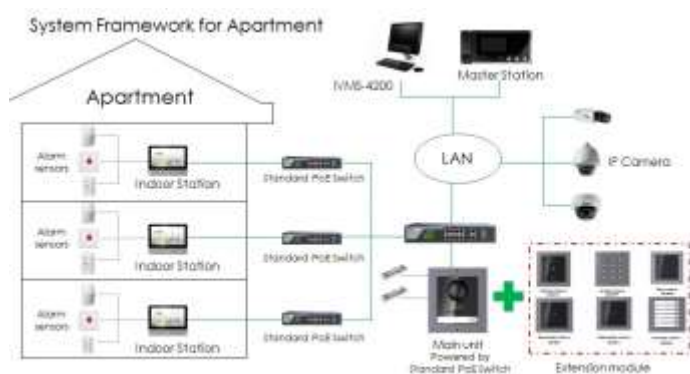 System Framework for Apartment
Apartment
iVMS-4200
Master Station
LAN
IP Camera
Alarm
sensors
Indoor Station
Standard PoE Switch
Alarm
sensors
Indoor Station
Standard PoE Switch
Alarm
sensors
Indoor Station
Standard PoE Switch
Main unit
Powered by
Standard PoE Switch
Extension module